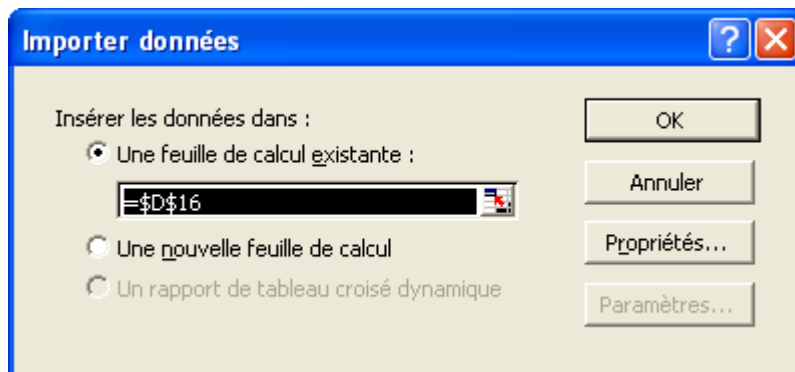 Importer données
Insérer les données dans :
Une feuille de calcul existante :
=$D$16
Une nouvelle feuille de calcul
Un rapport de tableau croisé dynamique
OK
Annuler
Propriétés...
Paramètres...